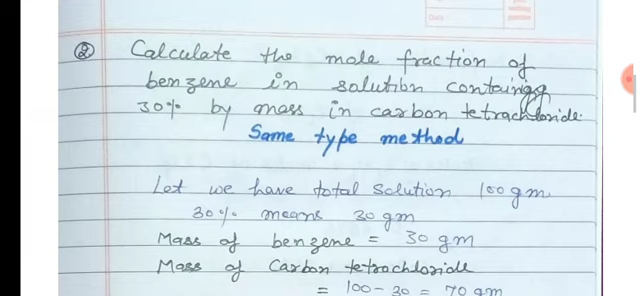 ② Calculate the mole fraction of
benzene in solution containgg
30% by mass in carbon tetrachloride.
Same type method
Let we have total solution 100 gm.
30% means 30 gm
Mass of benzene = 30 gm
Mass of Carbon tetrachloride
= 100 - 30 = 70 gm